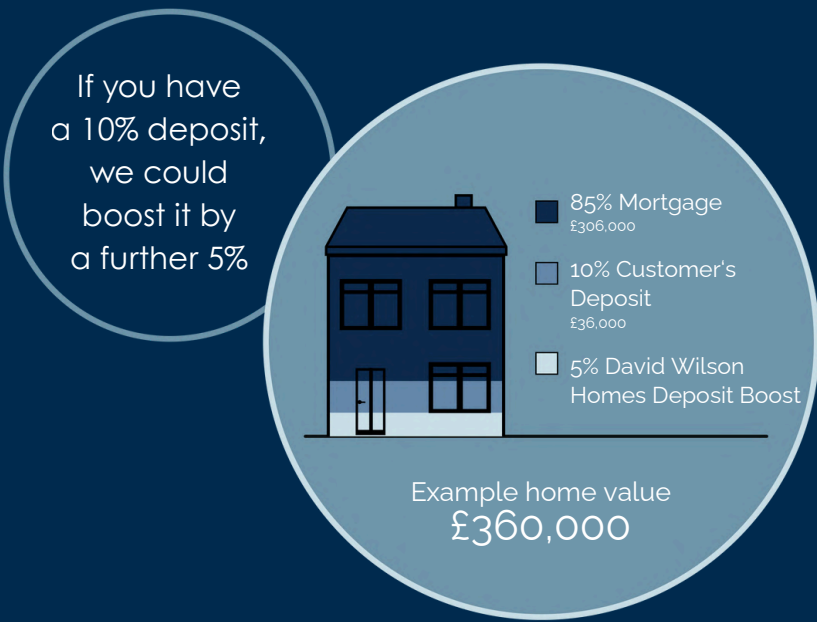 If you have
a 10% deposit,
we could
boost it by
a further 5%
85% Mortgage
£306,000
10% Customer's
Deposit
£36,000
5% David Wilson
Homes Deposit Boost
Example home value
£360,000